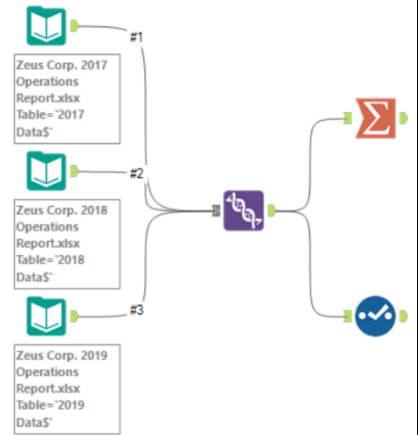 #1
Zeus Corp. 2017
Operations
Report.xlsx
Table=`2017
Data$`
#2
Zeus Corp. 2018
Operations
Report.xlsx
Table=`2018
Data$`
#3
Zeus Corp. 2019
Operations
Report.xlsx
Table=`2019
Data$`